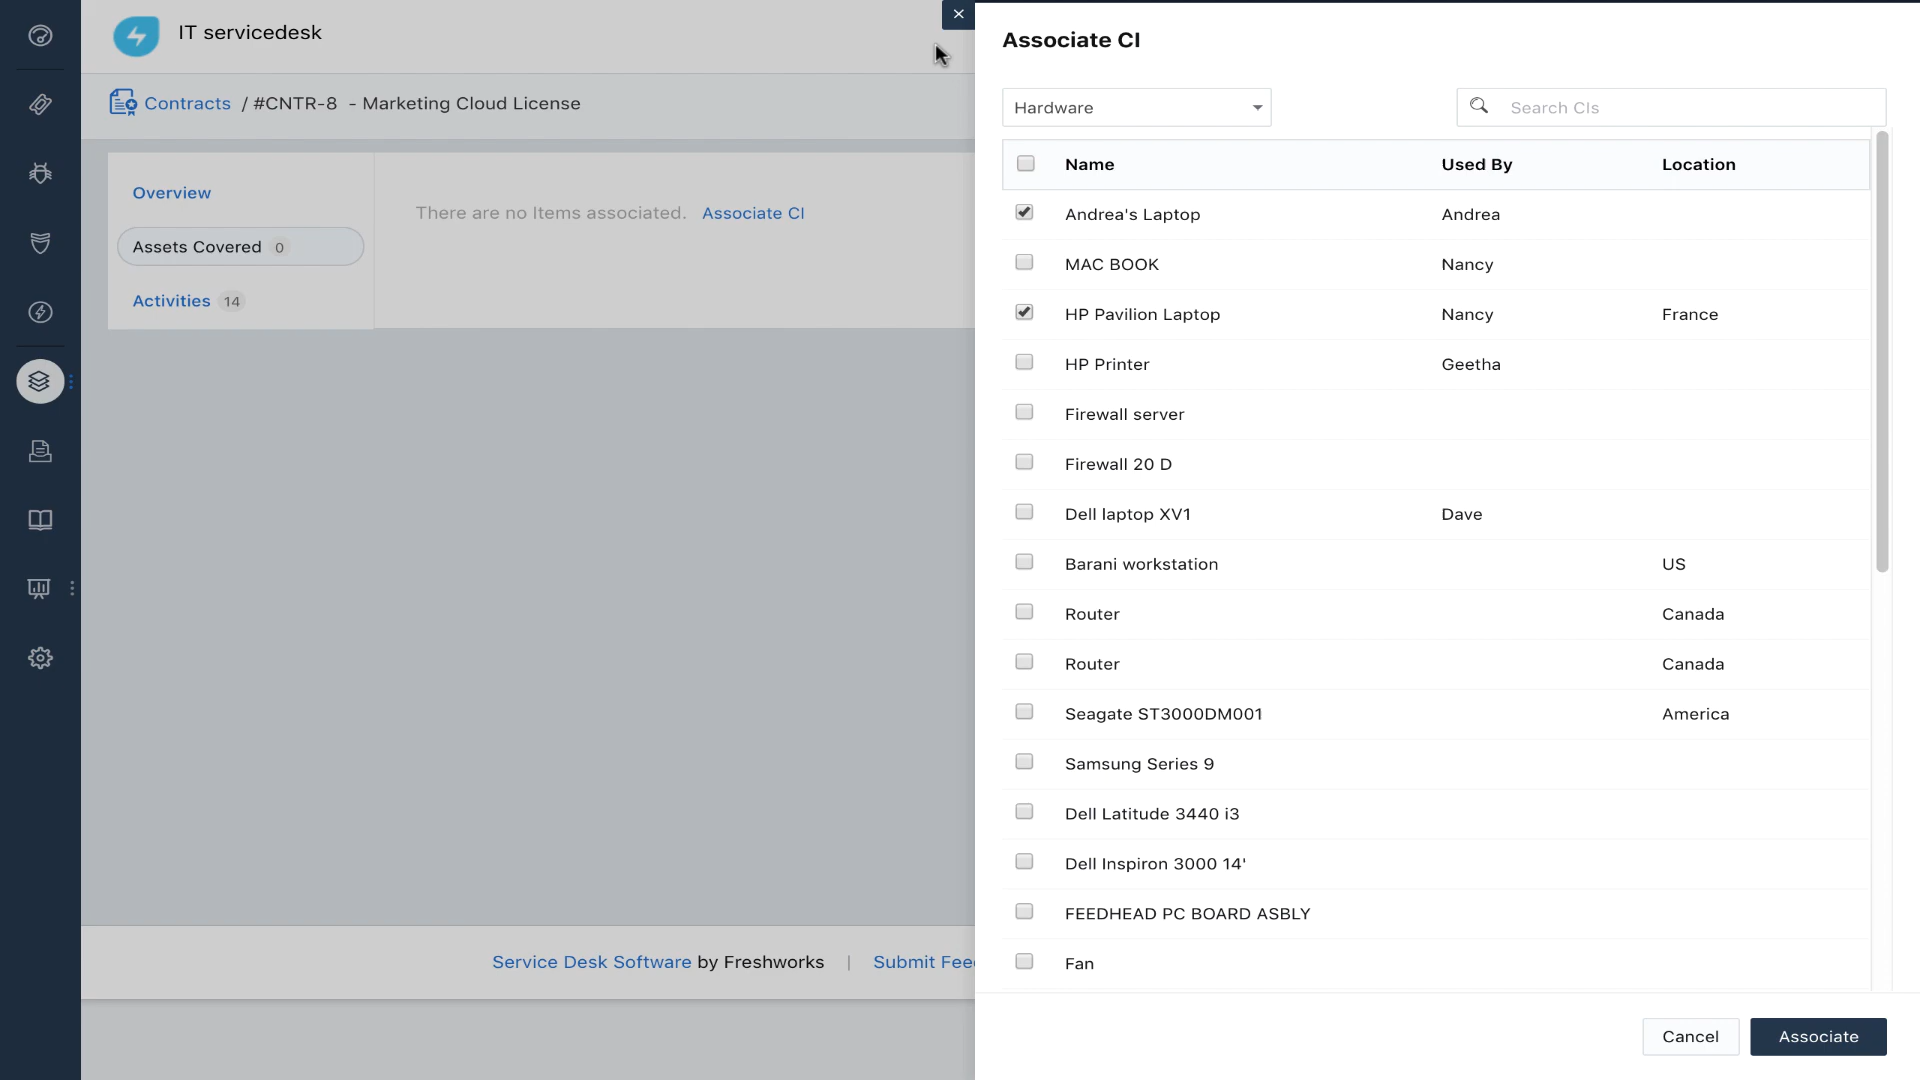 IT servicedesk
Contracts / #CNTR-8 - Marketing Cloud License
Overview
Assets Covered 0
Activities 14
There are no Items associated. Associate CI
Service Desk Software by Freshworks | Submit Fee
Associate CI
Hardware
Search CIs
Name Used By Location
Andrea's Laptop Andrea
MAC BOOK Nancy
HP Pavilion Laptop Nancy France
HP Printer Geetha
Firewall server
Firewall 20 D
Dell laptop XV1 Dave
Barani workstation US
Router Canada
Router Canada
Seagate ST3000DM001 America
Samsung Series 9
Dell Latitude 3440 i3
Dell Inspiron 3000 14'
FEEDHEAD PC BOARD ASBLY
Fan
Cancel Associate